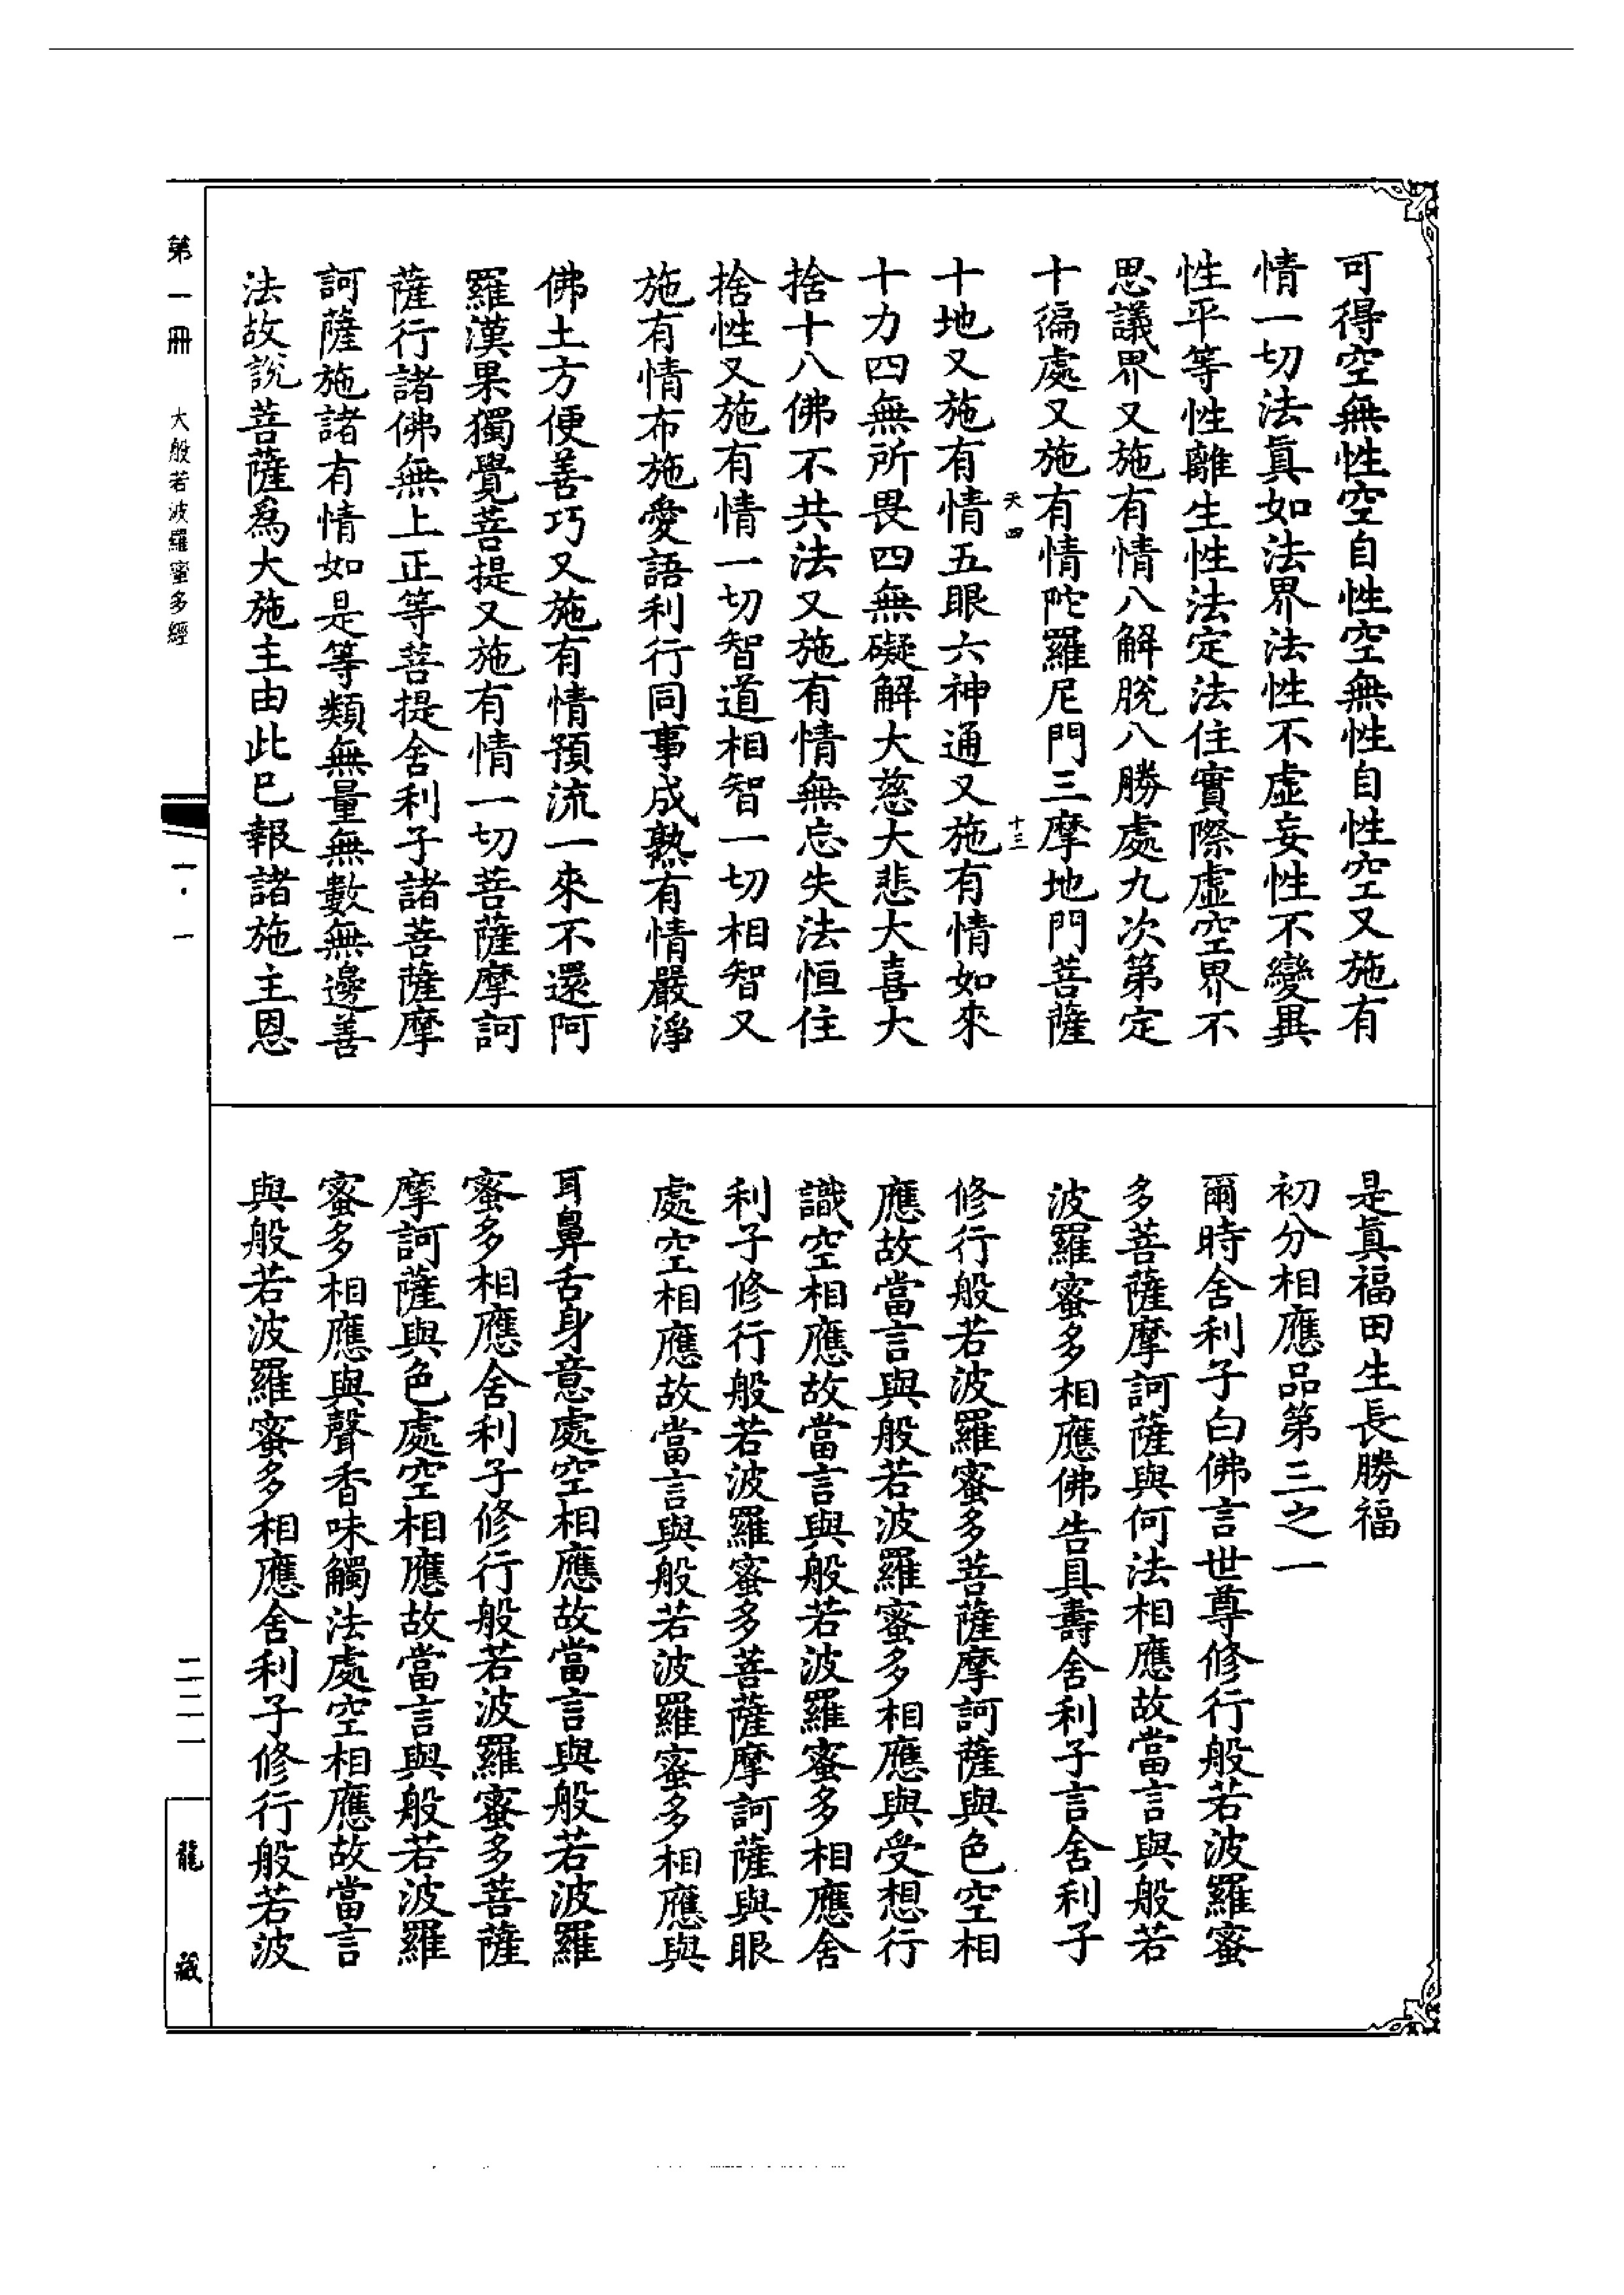 可得空無性空自性空無性自性空又施有
情一切法眞如法界法性不虛妄性不變異
性平等性離生性法定法住實際虛空界不
思議界又施有情八解脫八勝處九次第定
十徧處又施有情陀羅尼門三摩地門菩薩
天四
十三
十地又施有情五眼六神通又施有情如來
十力四無所畏四無礙解大慈大悲大喜大
捨十八佛不共法又施有情無忘失法恒住
捨性又施有情一切智道相智一切相智又
施有情布施愛語利行同事成熟有情嚴淨
佛土方便善巧又施有情預流一來不還阿
羅漢果獨覺菩提又施有情一切菩薩摩訶
薩行諸佛無上正等菩提舍利子諸菩薩摩
訶薩施諸有情如是等類無量無數無邊善
法故說菩薩爲大施主由此巳報諸施主恩
是眞福田生長勝福
初分相應品第三之一
爾時舍利子白佛言世尊修行般若波羅蜜
多菩薩摩訶薩與何法相應故當言與般若
波羅蜜多相應佛告具壽舍利子言舍利子
修行般若波羅蜜多菩薩摩訶薩與色空相
應故當言與般若波羅蜜多相應與受想行
識空相應故當言與般若波羅蜜多相應舍
利子修行般若波羅蜜多菩薩摩訶薩與眼
處空相應故當言與般若波羅蜜多相應與
耳鼻舌身意處空相應故當言與般若波羅
蜜多相應舍利子修行般若波羅蜜多菩薩
摩訶薩與色處空相應故當言與般若波羅
蜜多相應與聲香味觸法處空相應故當言
與般若波羅蜜多相應舍利子修行般若波
第一冊 大般若波羅蜜多經
一·一
二二一
龍藏